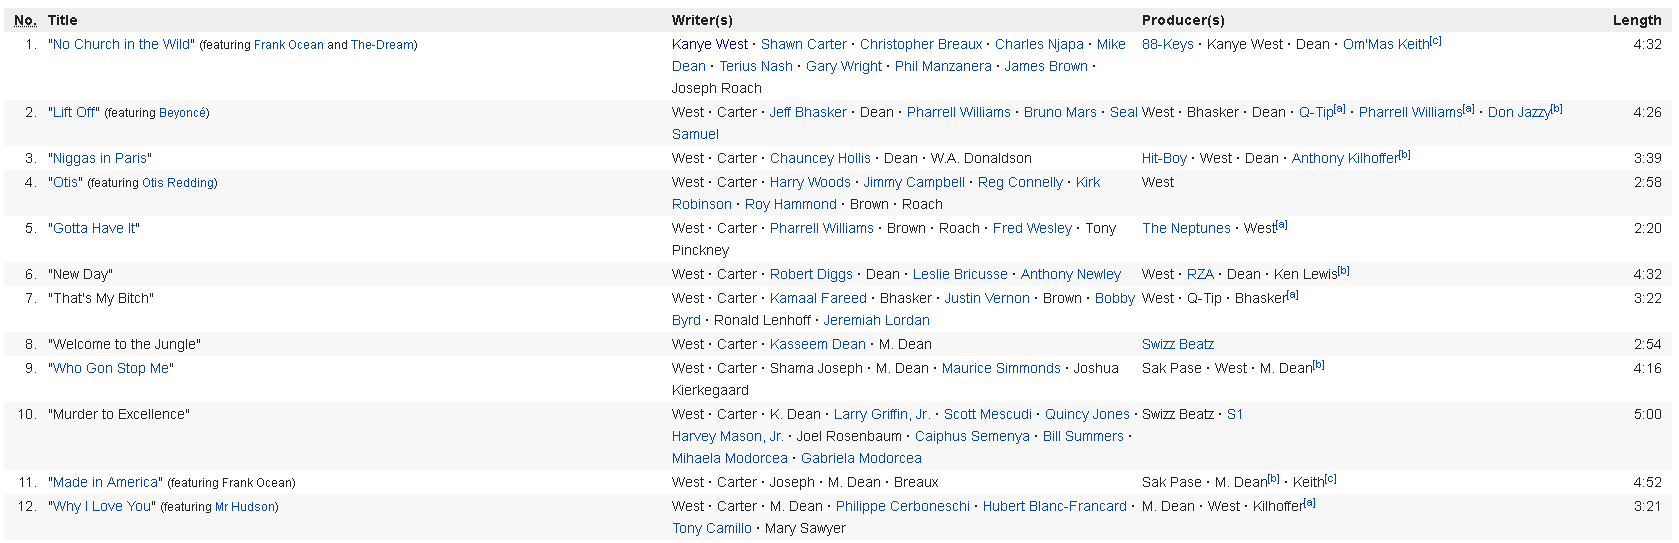 No. Title Writer(s) Producer(s) Length
1. "No Church in the Wild" (featuring Frank Ocean and The-Dream) Kanye West · Shawn Carter · Christopher Breaux · Charles Njapa · Mike 88-Keys · Kanye West · Dean · Om'Mas Keith[c] 4:32
Dean · Terius Nash · Gary Wright · Phil Manzanera · James Brown ·
Joseph Roach
2. "Lift Off" (featuring Beyoncé) West · Carter · Jeff Bhasker · Dean · Pharrell Williams · Bruno Mars · Seal West · Bhasker · Dean · Q-Tip[a] · Pharrell Williams[a] · Don Jazzy[b] 4:26
Samuel
3. "Niggas in Paris" West · Carter · Chauncey Hollis · Dean · W.A. Donaldson Hit-Boy · West · Dean · Anthony Kilhoffer[b] 3:39
4. "Otis" (featuring Otis Redding) West · Carter · Harry Woods · Jimmy Campbell · Reg Connelly · Kirk West 2:58
Robinson · Roy Hammond · Brown · Roach
5. "Gotta Have It" West · Carter · Pharrell Williams · Brown · Roach · Fred Wesley · Tony The Neptunes · West[a] 2:20
Pinckney
6. "New Day" West · Carter · Robert Diggs · Dean · Leslie Bricusse · Anthony Newley West · RZA · Dean · Ken Lewis[b] 4:32
7. "That's My Bitch" West · Carter · Kamaal Fareed · Bhasker · Justin Vernon · Brown · Bobby West · Q-Tip · Bhasker[a] 3:22
Byrd · Ronald Lenhoff · Jeremiah Lordan
8. "Welcome to the Jungle" West · Carter · Kasseem Dean · M. Dean Swizz Beatz 2:54
9. "Who Gon Stop Me" West · Carter · Shama Joseph · M. Dean · Maurice Simmonds · Joshua Sak Pase · West · M. Dean[b] 4:16
Kierkegaard
10. "Murder to Excellence" West · Carter · K. Dean · Larry Griffin, Jr. · Scott Mescudi · Quincy Jones · Swizz Beatz · S1 5:00
Harvey Mason, Jr. · Joel Rosenbaum · Caiphus Semenya · Bill Summers ·
Mihaela Modorcea · Gabriela Modorcea
11. "Made in America" (featuring Frank Ocean) West · Carter · Joseph · M. Dean · Breaux Sak Pase · M. Dean[b] · Keith[c] 4:52
12. "Why I Love You" (featuring Mr Hudson) West · Carter · M. Dean · Philippe Cerboneschi · Hubert Blanc-Francard · M. Dean · West · Kilhoffer[a] 3:21
Tony Camillo · Mary Sawyer